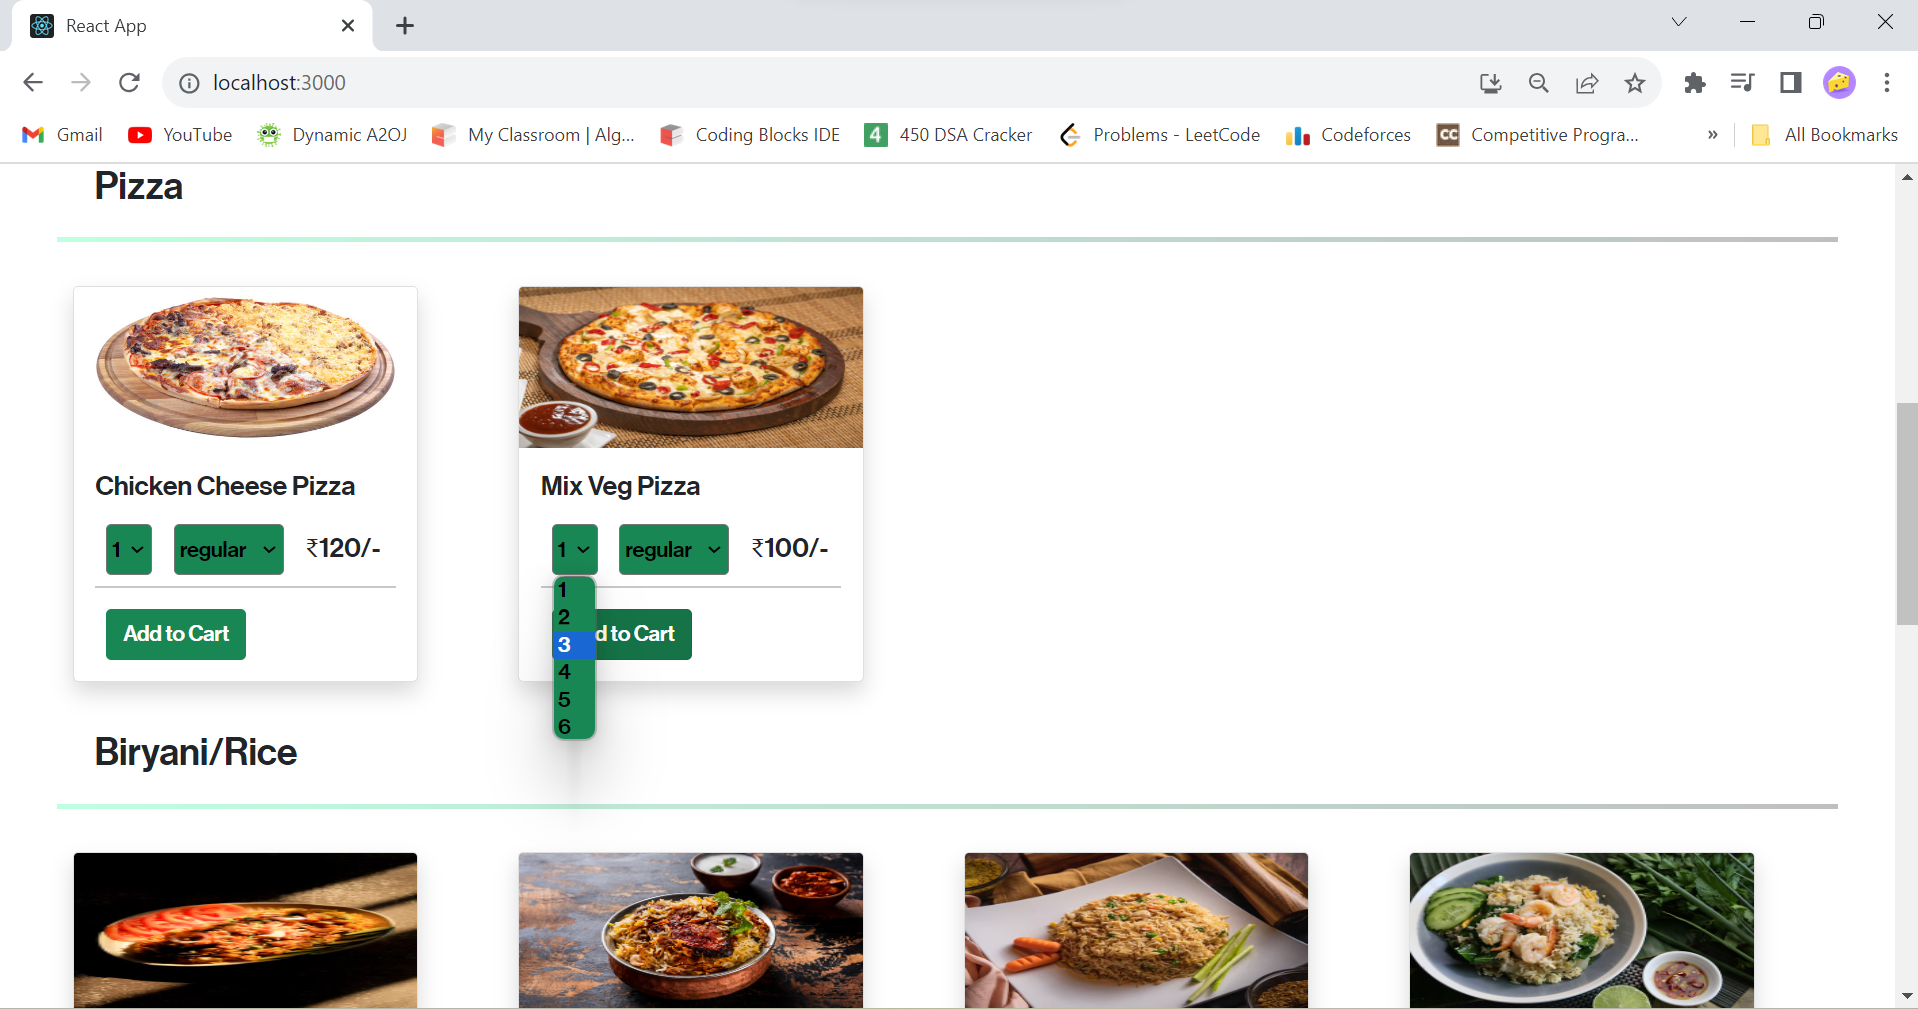 React App
localhost:3000
Gmail YouTube Dynamic A2OJ My Classroom | Alg... Coding Blocks IDE 4 450 DSA Cracker Problems - LeetCode Codeforces CC Competitive Progra... » All Bookmarks
Pizza
Chicken Cheese Pizza
1 regular ₹120/-
Add to Cart
Mix Veg Pizza
1 regular ₹100/-
1
2
3
4
5
6
d to Cart
Biryani/Rice